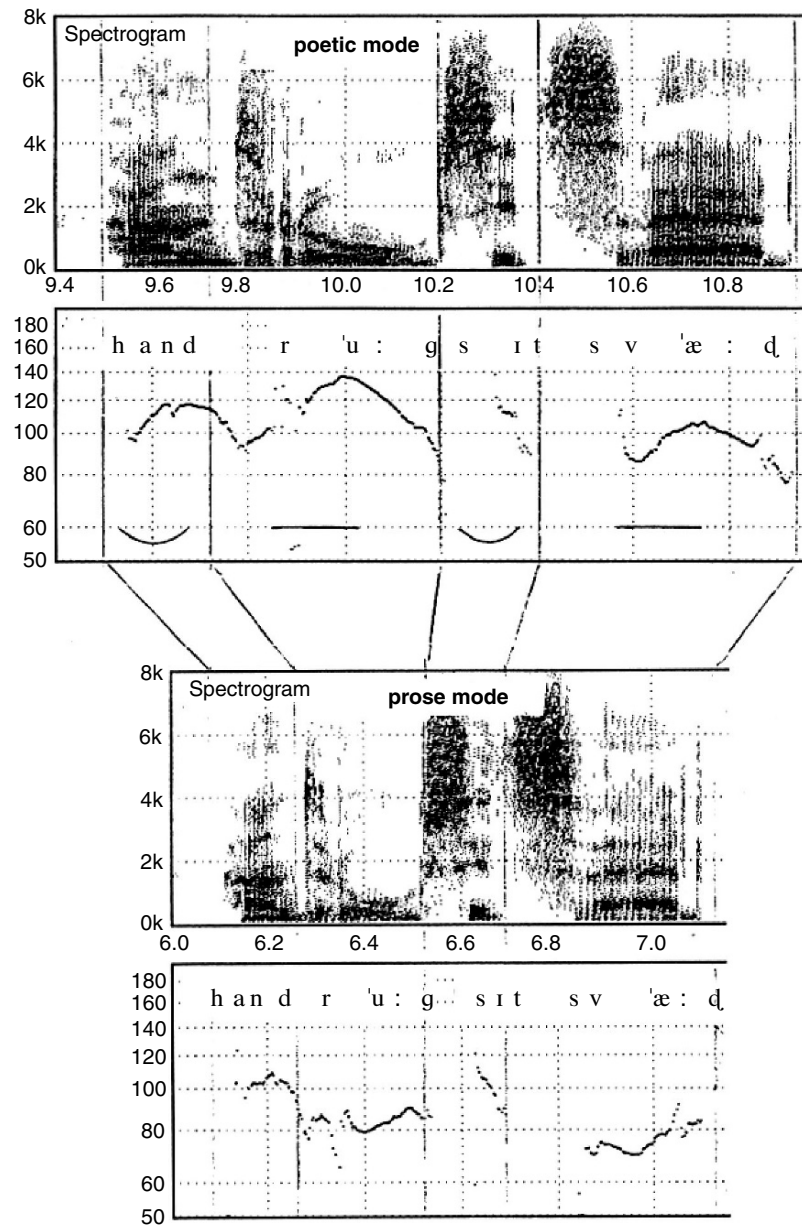 8k
Spectrogram poetic mode
6k
4k
2k
0k
9.4 9.6 9.8 10.0 10.2 10.4 10.6 10.8
180
160 h a n d r ˈu ː ɡ s ɪ t s v ˈæ ː ɖ
140
120
100
80
60
50
8k
Spectrogram prose mode
6k
4k
2k
0k
6.0 6.2 6.4 6.6 6.8 7.0
180
160 h a n d r ˈu ː ɡ s ɪ t s v ˈæ ː ɖ
140
120
100
80
60
50